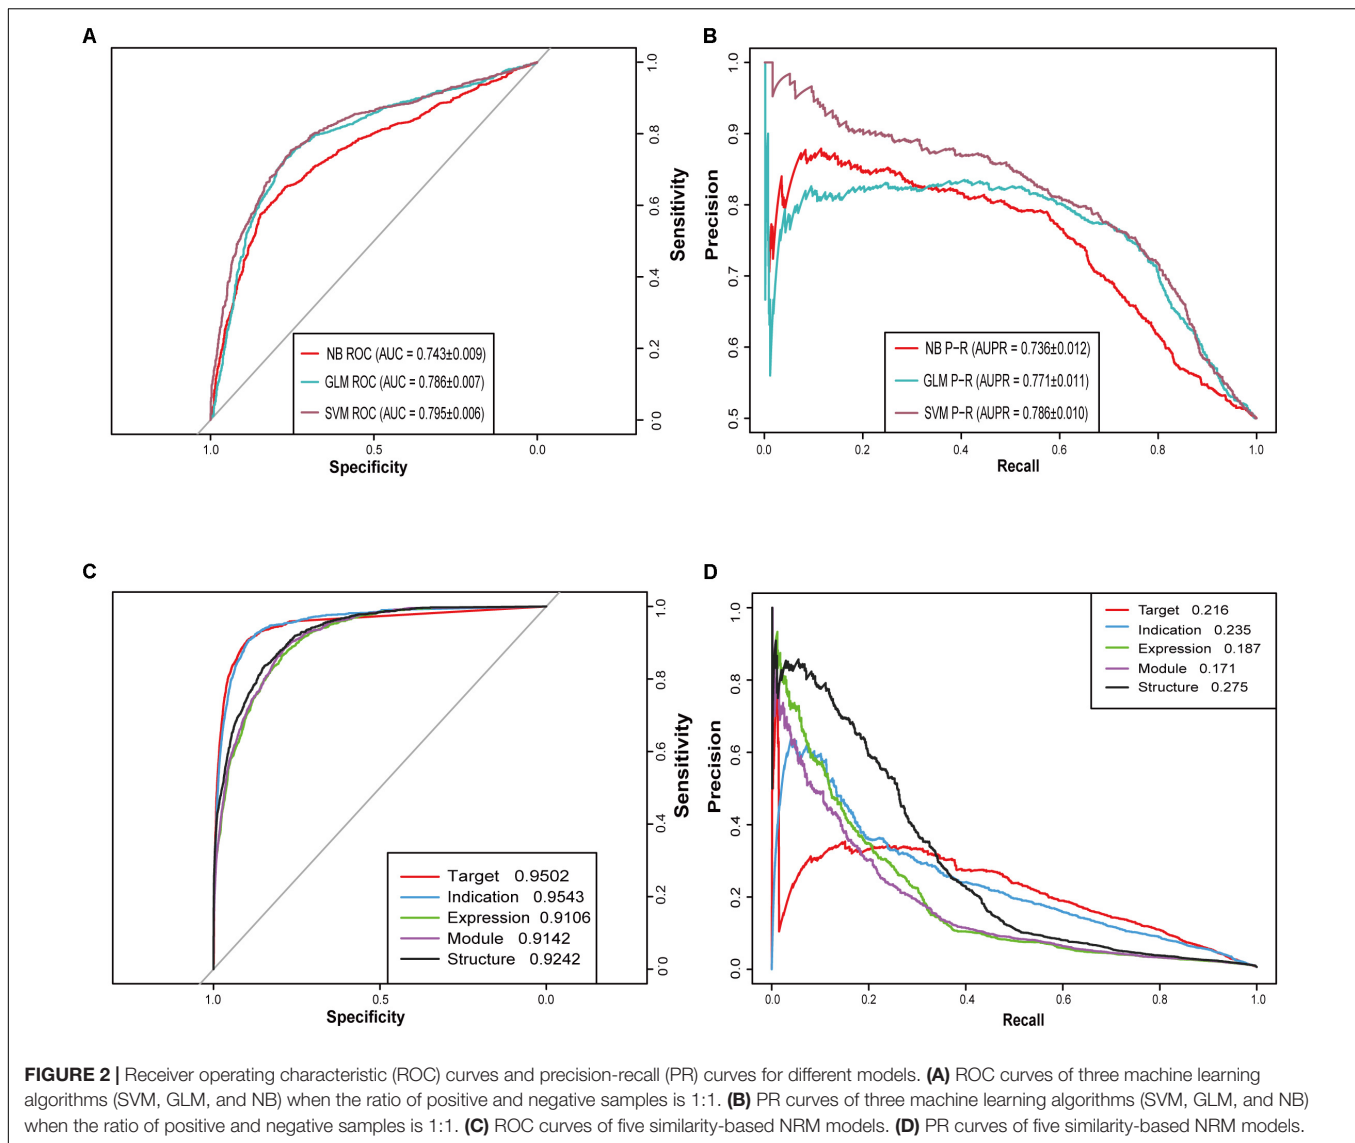 A
1.0
0.8
0.6
0.4
0.2
0.0
Sensitivity
NB ROC (AUC = 0.743±0.009)
GLM ROC (AUC = 0.786±0.007)
SVM ROC (AUC = 0.795±0.006)
1.0 0.5 0.0
Specificity
B
1.0
0.9
0.8
0.7
0.6
0.5
Precision
NB P-R (AUPR = 0.736±0.012)
GLM P-R (AUPR = 0.771±0.011)
SVM P-R (AUPR = 0.786±0.010)
0.0 0.2 0.4 0.6 0.8 1.0
Recall
C
1.0
0.8
0.6
0.4
0.2
0.0
Sensitivity
Target 0.9502
Indication 0.9543
Expression 0.9106
Module 0.9142
Structure 0.9242
1.0 0.5 0.0
Specificity
D
1.0
0.8
0.6
0.4
0.2
0.0
Precision
Target 0.216
Indication 0.235
Expression 0.187
Module 0.171
Structure 0.275
0.0 0.2 0.4 0.6 0.8 1.0
Recall
FIGURE 2 | Receiver operating characteristic (ROC) curves and precision-recall (PR) curves for different models. (A) ROC curves of three machine learning
algorithms (SVM, GLM, and NB) when the ratio of positive and negative samples is 1:1. (B) PR curves of three machine learning algorithms (SVM, GLM, and NB)
when the ratio of positive and negative samples is 1:1. (C) ROC curves of five similarity-based NRM models. (D) PR curves of five similarity-based NRM models.